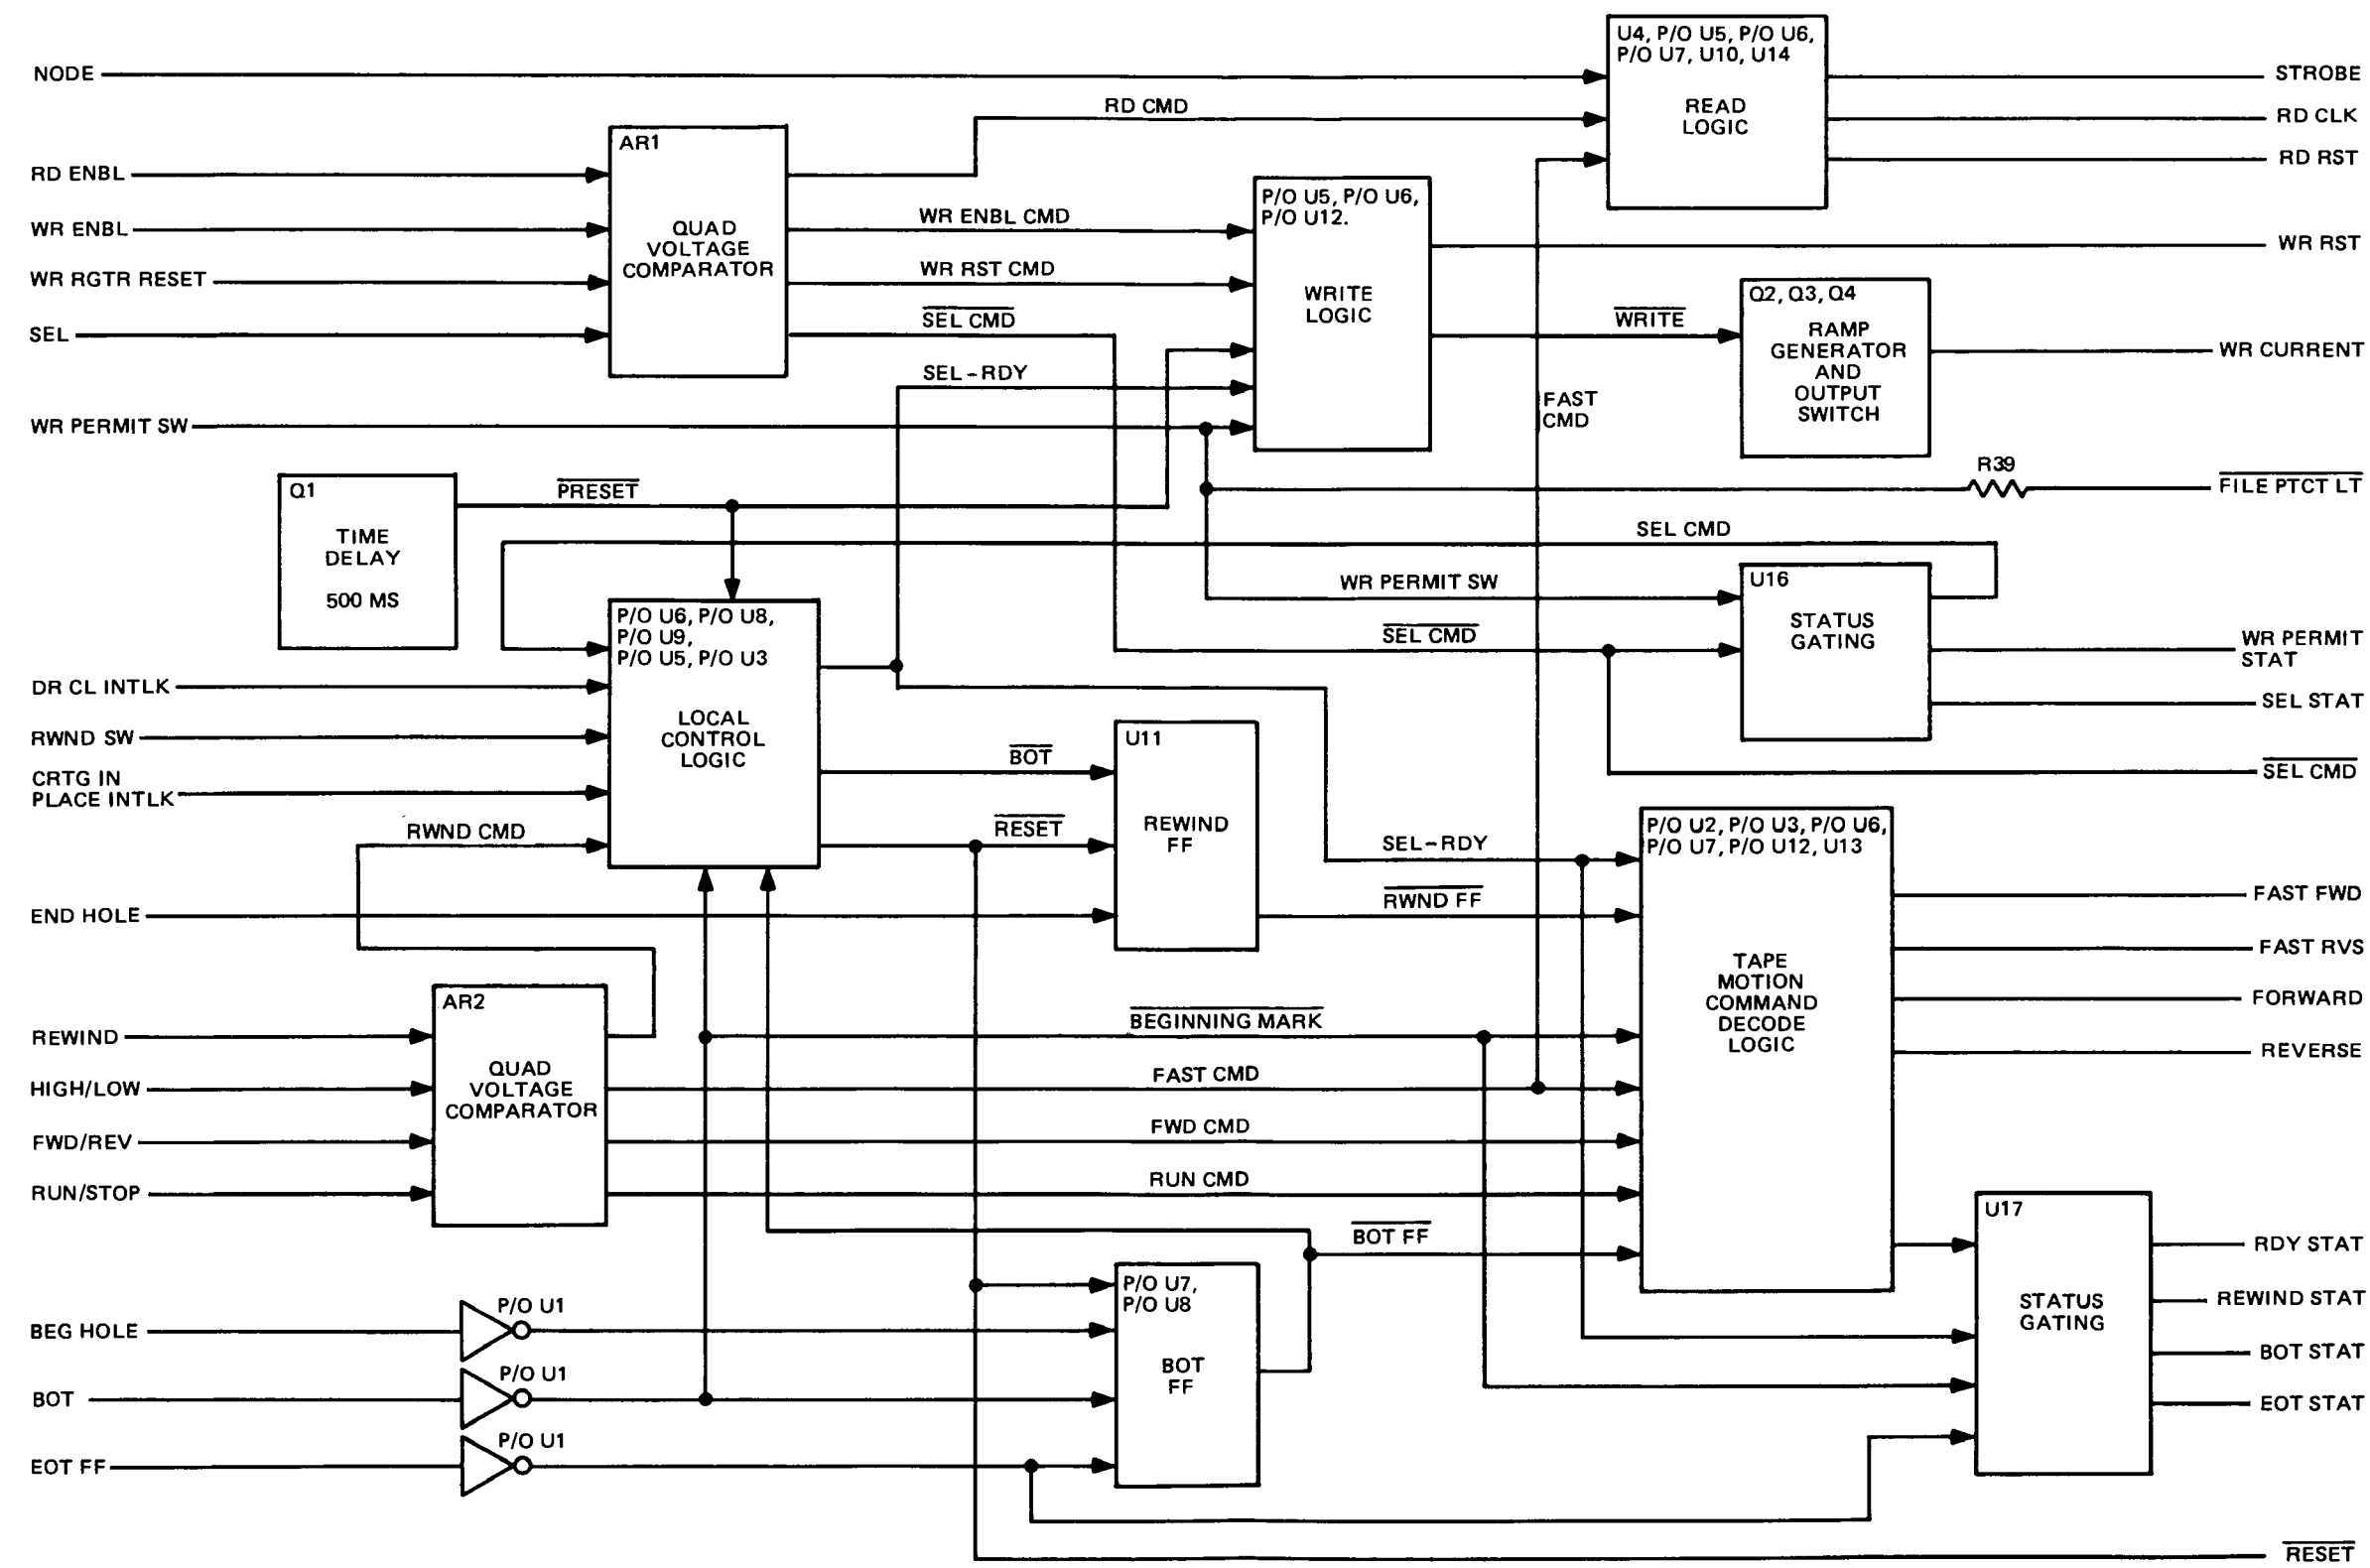 NODE
RD ENBL
WR ENBL
WR RGTR RESET
SEL
WR PERMIT SW
AR1
QUAD
VOLTAGE
COMPARATOR
RD CMD
WR ENBL CMD
WR RST CMD
SEL CMD
SEL-RDY
U4, P/O U5, P/O U6,
P/O U7, U10, U14
READ
LOGIC
STROBE
RD CLK
RD RST
P/O U5, P/O U6,
P/O U12.
WRITE
LOGIC
WR RST
WRITE
Q2, Q3, Q4
RAMP
GENERATOR
AND
OUTPUT
SWITCH
WR CURRENT
FAST
CMD
R39
FILE PTCT LT
Q1
TIME
DELAY
500 MS
PRESET
SEL CMD
WR PERMIT SW
SEL CMD
U16
STATUS
GATING
WR PERMIT
STAT
SEL STAT
SEL CMD
DR CL INTLK
RWND SW
CRTG IN
PLACE INTLK
RWND CMD
P/O U6, P/O U8,
P/O U9,
P/O U5, P/O U3
LOCAL
CONTROL
LOGIC
BOT
RESET
U11
REWIND
FF
SEL-RDY
RWND FF
END HOLE
P/O U2, P/O U3, P/O U6,
P/O U7, P/O U12, U13
TAPE
MOTION
COMMAND
DECODE
LOGIC
FAST FWD
FAST RVS
FORWARD
REVERSE
REWIND
HIGH/LOW
FWD/REV
RUN/STOP
AR2
QUAD
VOLTAGE
COMPARATOR
BEGINNING MARK
FAST CMD
FWD CMD
RUN CMD
BOT FF
BEG HOLE
P/O U1
BOT
P/O U1
EOT FF
P/O U1
P/O U7,
P/O U8
BOT
FF
U17
STATUS
GATING
RDY STAT
REWIND STAT
BOT STAT
EOT STAT
RESET